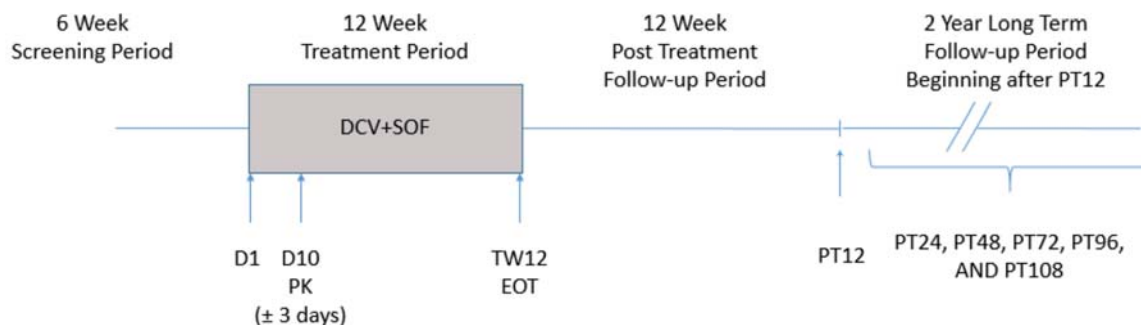 6 Week
Screening Period
12 Week
Treatment Period
12 Week
Post Treatment
Follow-up Period
2 Year Long Term
Follow-up Period
Beginning after PT12
DCV+SOF
D1
D10
PK
(± 3 days)
TW12
EOT
PT12
PT24, PT48, PT72, PT96,
AND PT108